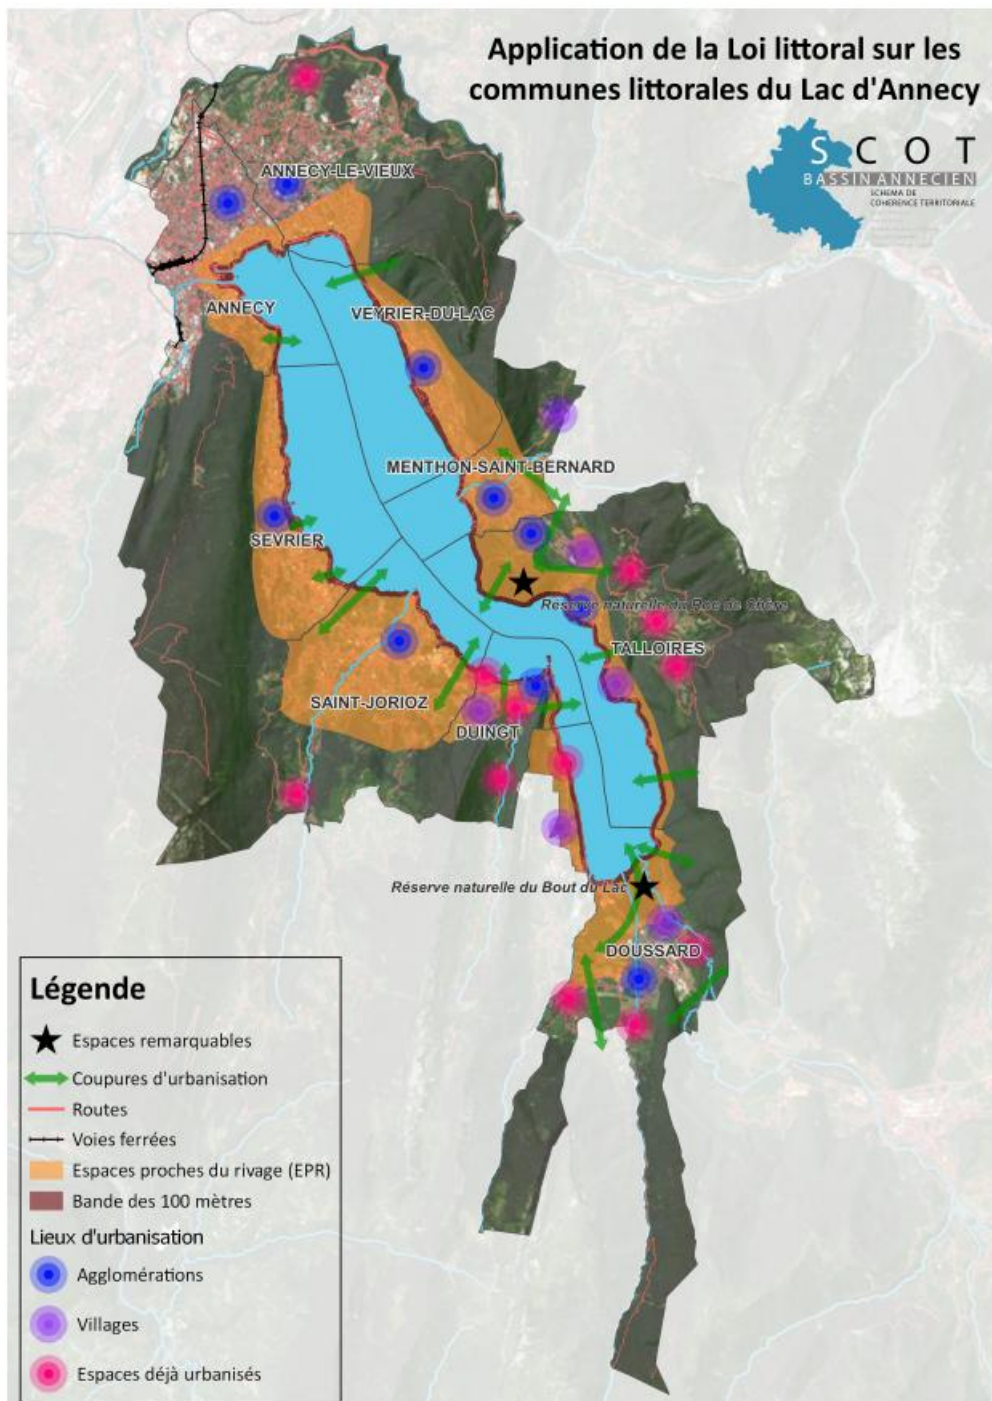 Application de la Loi littoral sur les
communes littorales du Lac d'Annecy
S C O T
BASSIN ANNECIEN
SCHEMA DE
COHERENCE TERRITORIALE
ANNECY-LE-VIEUX
ANNECY
VEYRIER-DU-LAC
MENTHON-SAINT-BERNARD
SEVRIER
Réserve naturelle du Roc de Chère
TALLOIRES
SAINT-JORIOZ
DUINGT
Réserve naturelle du Bout du Lac
DOUSSARD
Légende
Espaces remarquables
Coupures d'urbanisation
Routes
Voies ferrées
Espaces proches du rivage (EPR)
Bande des 100 mètres
Lieux d'urbanisation
Agglomérations
Villages
Espaces déjà urbanisés